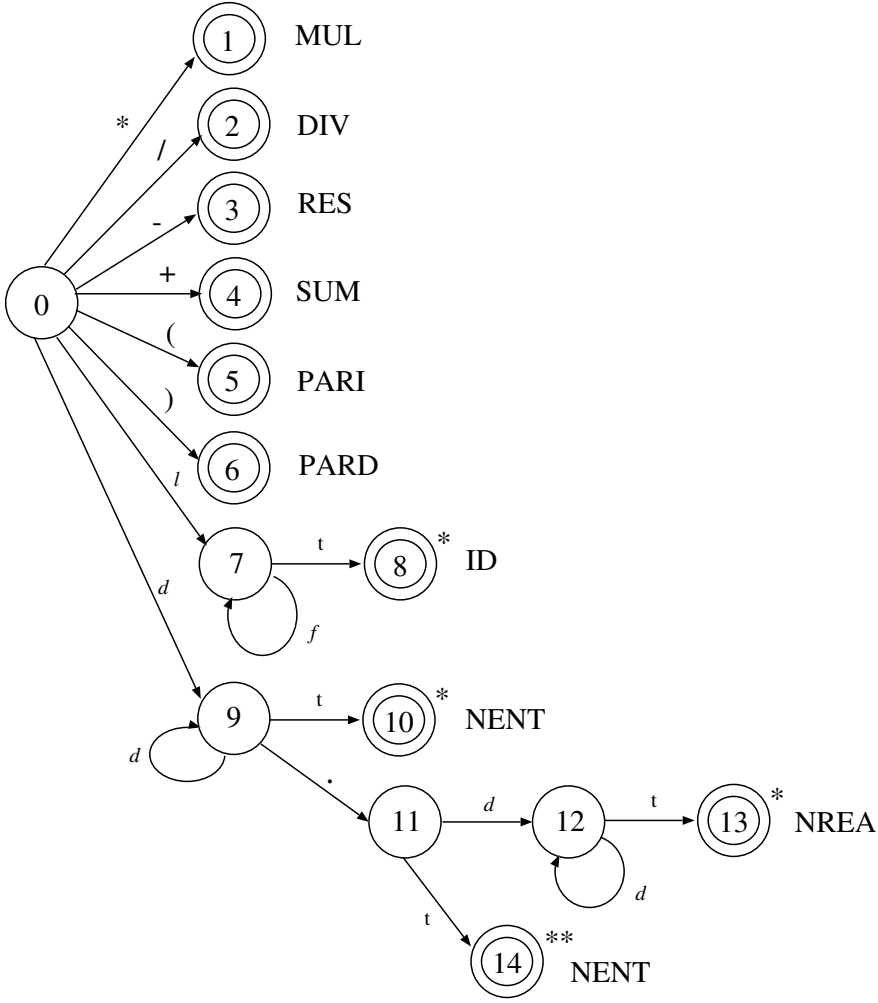 1 MUL
*
2 DIV
/
3 RES
-
+
4 SUM
0
(
5 PARI
)
6 PARD
l
t
*
7
8
ID
d
f
t
*
9
10
NENT
d
.
*
11
d
12
t
13
NREA
d
t
**
14
NENT